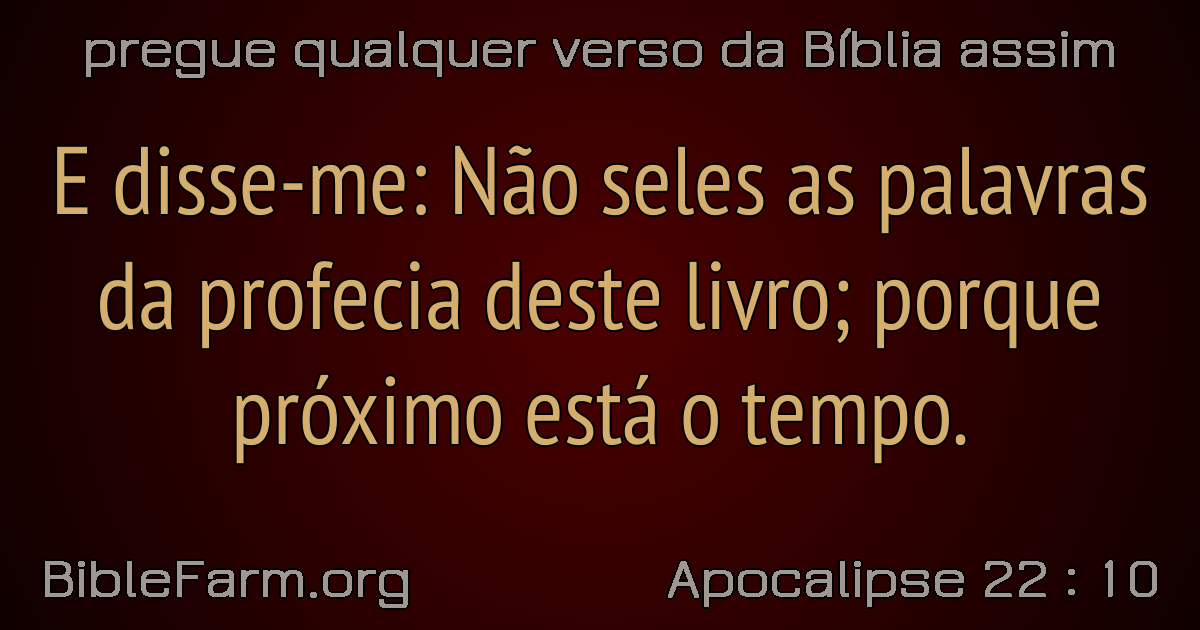 pregue qualquer verso da Bíblia assim
E disse-me: Não seles as palavras
da profecia deste livro; porque
próximo está o tempo.
BibleFarm.org
Apocalipse 22 : 10